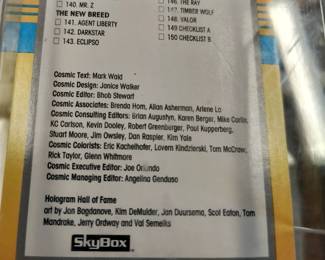 140. MR. Z
THE NEW BREED
141. AGENT LIBERTY
142. DARKSTAR
143. ECLIPSO
146. THE RAY
147. TIMBER WOLF
148. VALOR
149 CHECKLIST A
150 CHECKLIST B
Cosmic Text: Mark Waid
Cosmic Design: Janice Walker
Cosmic Editor: Bhob Stewart
Cosmic Associates: Brenda Hom, Allan Asherman, Arlene Lo
Cosmic Consulting Editors: Brian Augustyn, Karen Berger, Mike Carlin,
KC Carlson, Kevin Dooley, Robert Greenburger, Paul Kupperberg,
Stuart Moore, Jim Owsley, Dan Raspler, Kim Yale
Cosmic Colorists: Eric Kachelhofer, Lovern Kindzierski, Tom McCraw,
Rick Taylor, Glenn Whitmore
Cosmic Executive Editor: Joe Orlando
Cosmic Managing Editor: Angelina Genduso
Hologram Hall of Fame
art by Jon Bogdanove, Kim DeMulder, Jan Duursema, Scot Eaton, Tom
Mandrake, Jerry Ordway and Val Semeiks
SkyBox